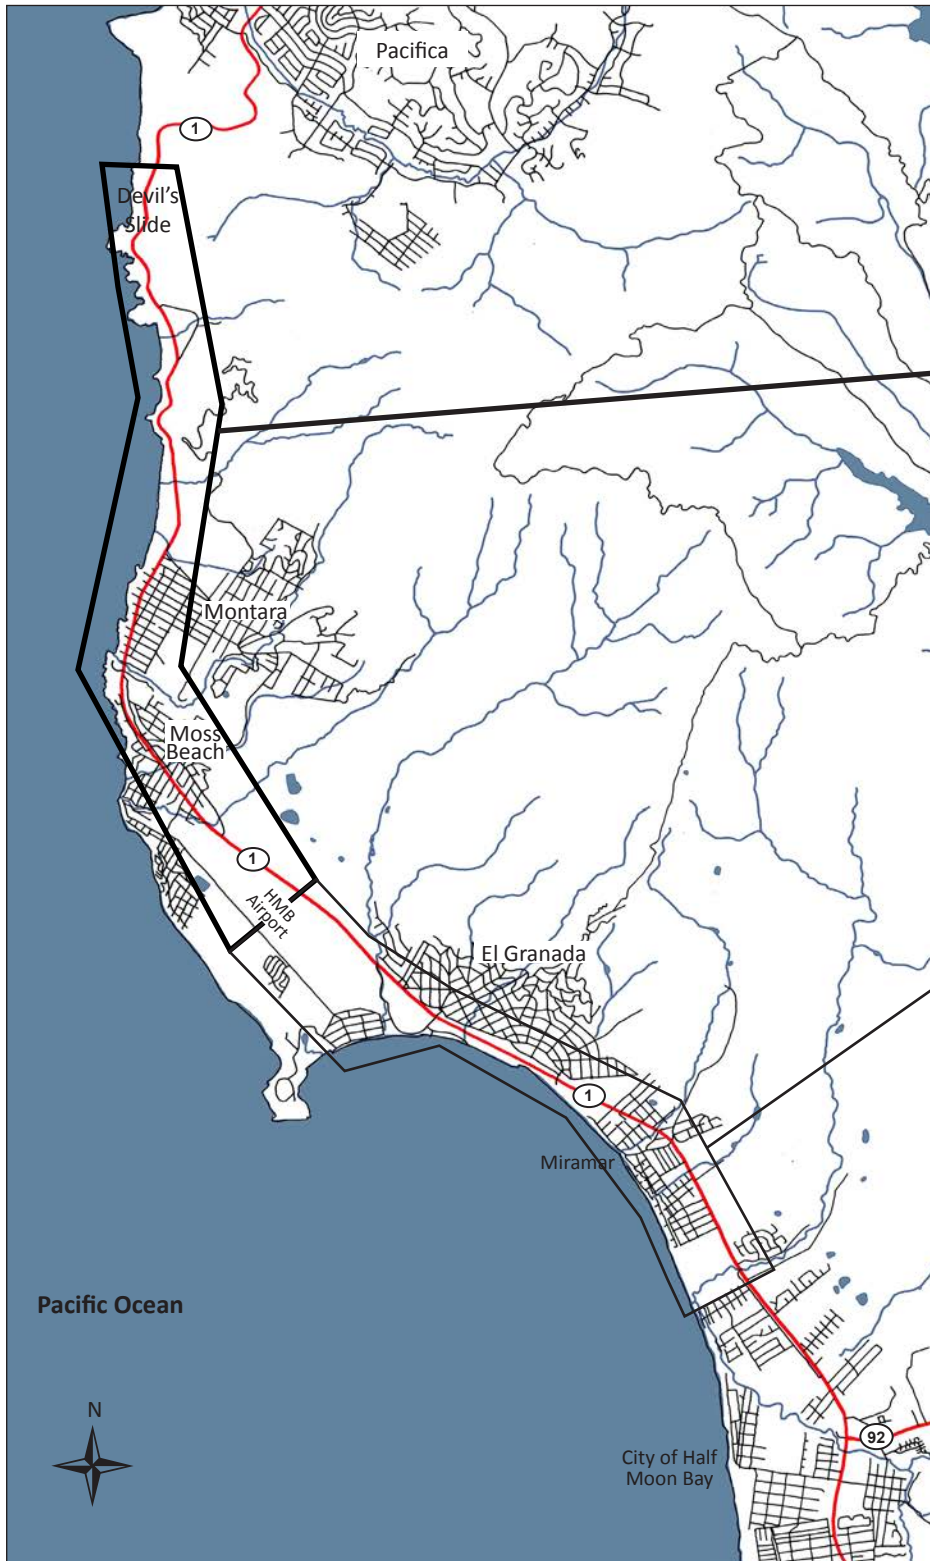 Pacifica
1
Devil's
Slide
Montara
Moss
Beach
1
HMB
Airport
El Granada
1
Miramar
Pacific Ocean
N
92
City of Half
Moon Bay